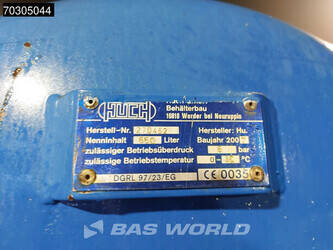 70305044
HUCH
Behälterbau
16818 Werder bei Neuruppin
Herstell-Nr.
Hersteller: Hu.
Nenninhalt Liter
Baujahr 200
zulässiger Betriebsüberdruck bar
zulässige Betriebstemperatur °C
DGRL 97/23/EG CE 0035
BAS WORLD